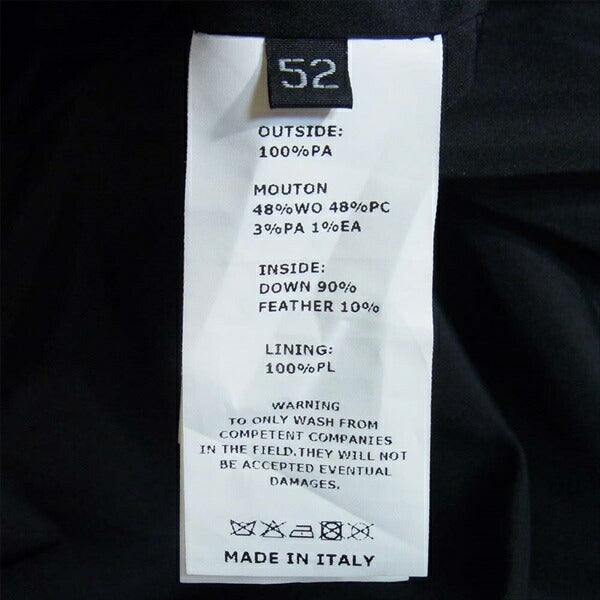 52
OUTSIDE:
100%PA
MOUTON
48%WO 48%PC
3%PA 1%EA
INSIDE:
DOWN 90%
FEATHER 10%
LINING:
100%PL
WARNING
TO ONLY WASH FROM
COMPETENT COMPANIES
IN THE FIELD.THEY WILL NOT
BE ACCEPTED EVENTUAL
DAMAGES.
MADE IN ITALY